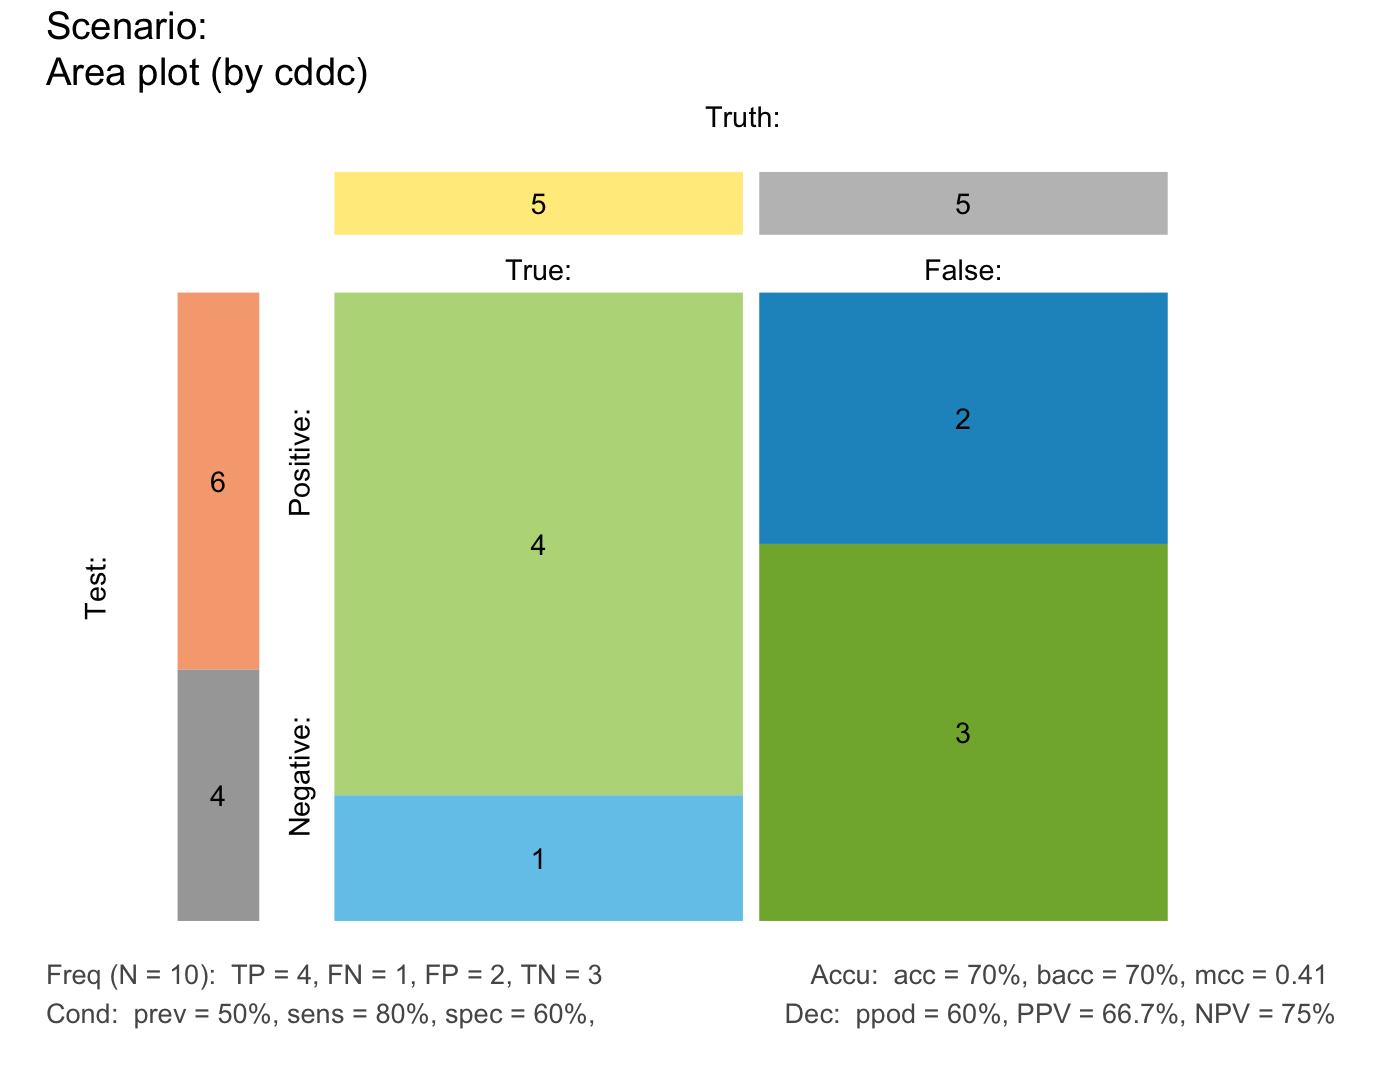 Scenario:
Area plot (by cddc)
Truth:
5
5
True:
False:
Test:
6
4
Positive:
Negative:
4
2
1
3
Freq (N = 10):  TP = 4, FN = 1, FP = 2, TN = 3
Accu:  acc = 70%, bacc = 70%, mcc = 0.41
Cond:  prev = 50%, sens = 80%, spec = 60%,
Dec:  ppod = 60%, PPV = 66.7%, NPV = 75%